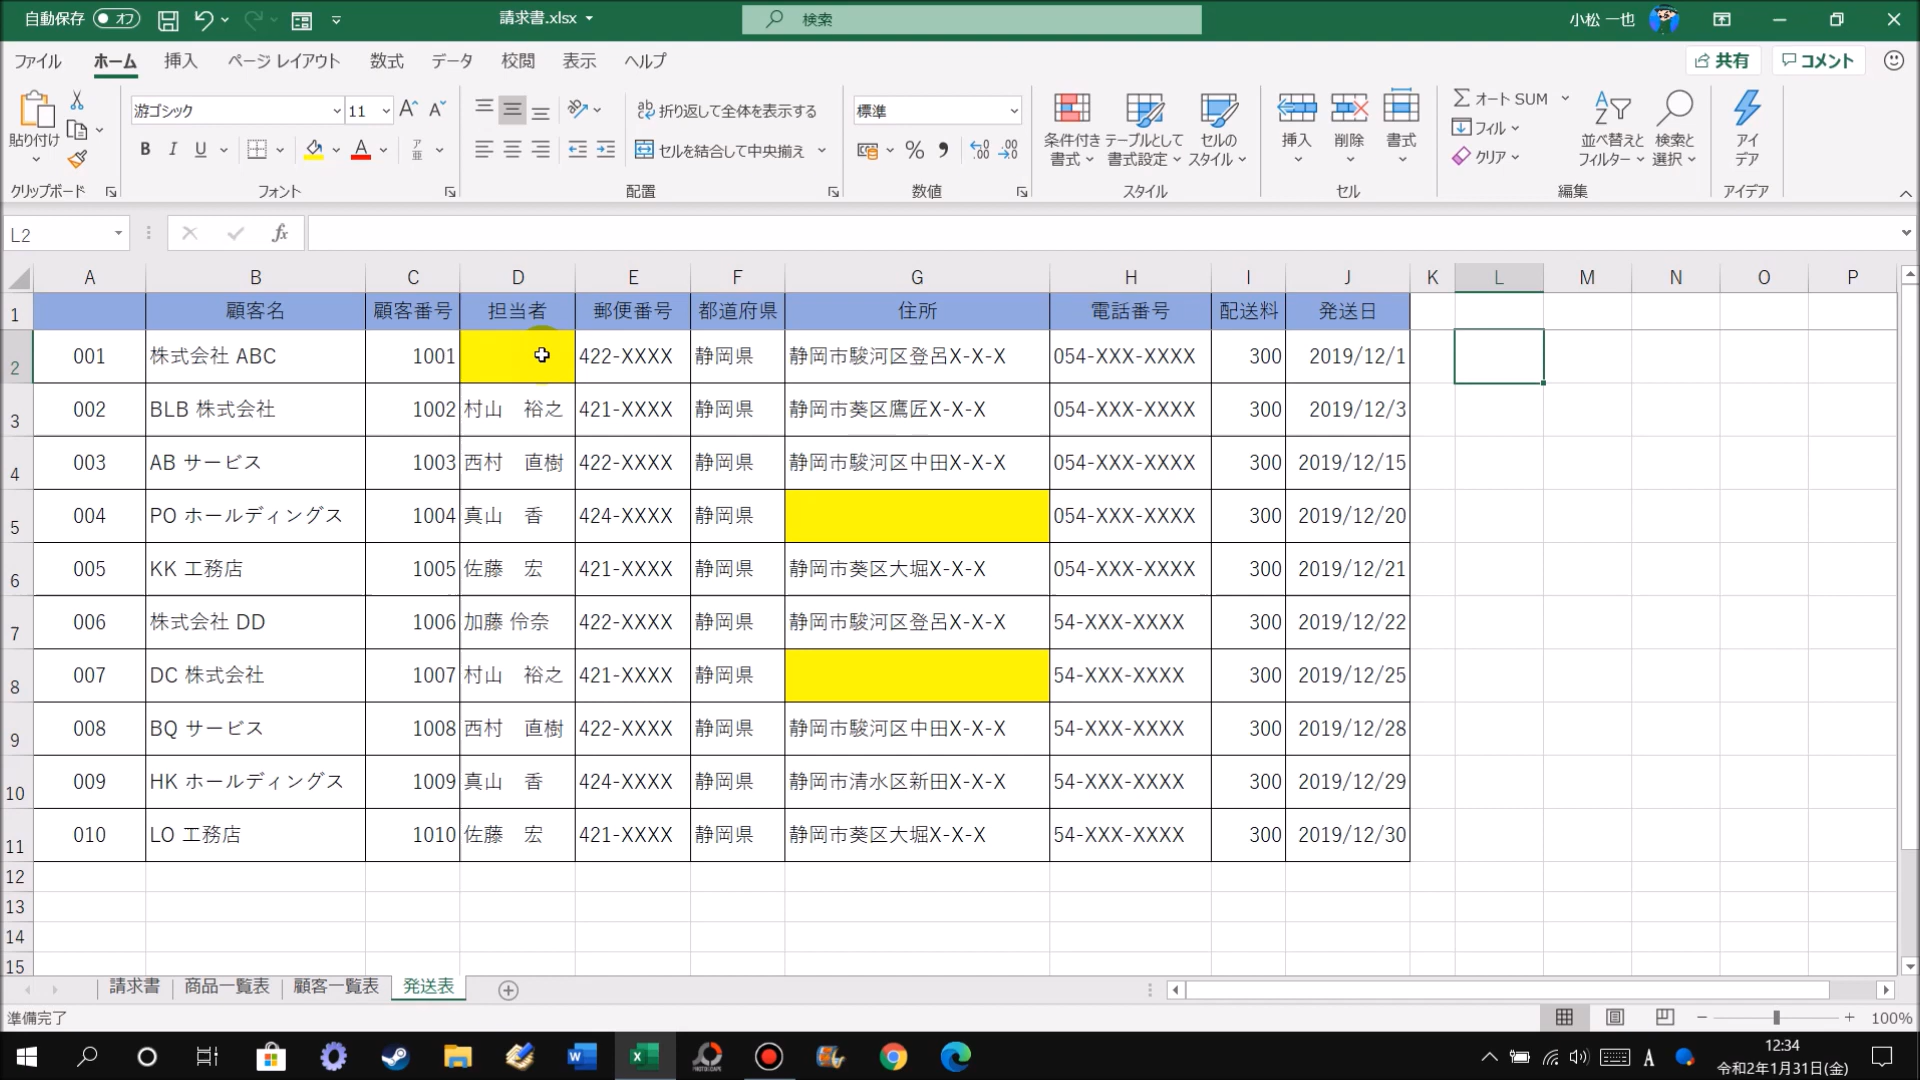 自動保存 オフ 請求書.xlsx 検索 小松 一也
ファイル ホーム 挿入 ページ レイアウト 数式 データ 校閲 表示 ヘルプ 共有 コメント
游ゴシック 11 折り返して全体を表示する 標準 オート SUM
貼り付け 条件付き テーブルとして セルの 挿入 削除 書式 フィル 並べ替えと 検索と アイ
B I U A ア 亜 セルを結合して中央揃え % 書式 書式設定 スタイル クリア フィルター 選択 デア
クリップボード フォント 配置 数値 スタイル セル 編集 アイデア
L2 fx
A B C D E F G H I J K L M N O P
1 顧客名 顧客番号 担当者 郵便番号 都道府県 住所 電話番号 配送料 発送日
2 001 株式会社 ABC 1001 422-XXXX 静岡県 静岡市駿河区登呂X-X-X 054-XXX-XXXX 300 2019/12/1
3 002 BLB 株式会社 1002 村山　裕之 421-XXXX 静岡県 静岡市葵区鷹匠X-X-X 054-XXX-XXXX 300 2019/12/3
4 003 AB サービス 1003 西村　直樹 422-XXXX 静岡県 静岡市駿河区中田X-X-X 054-XXX-XXXX 300 2019/12/15
5 004 PO ホールディングス 1004 真山　香 424-XXXX 静岡県 054-XXX-XXXX 300 2019/12/20
6 005 KK 工務店 1005 佐藤　宏 421-XXXX 静岡県 静岡市葵区大堀X-X-X 054-XXX-XXXX 300 2019/12/21
7 006 株式会社 DD 1006 加藤 伶奈 422-XXXX 静岡県 静岡市駿河区登呂X-X-X 54-XXX-XXXX 300 2019/12/22
8 007 DC 株式会社 1007 村山　裕之 421-XXXX 静岡県 54-XXX-XXXX 300 2019/12/25
9 008 BQ サービス 1008 西村　直樹 422-XXXX 静岡県 静岡市駿河区中田X-X-X 54-XXX-XXXX 300 2019/12/28
10 009 HK ホールディングス 1009 真山　香 424-XXXX 静岡県 静岡市清水区新田X-X-X 54-XXX-XXXX 300 2019/12/29
11 010 LO 工務店 1010 佐藤　宏 421-XXXX 静岡県 静岡市葵区大堀X-X-X 54-XXX-XXXX 300 2019/12/30
12
13
14
15
請求書 商品一覧表 顧客一覧表 発送表
準備完了 100%
A 12:34
令和2年1月31日(金)